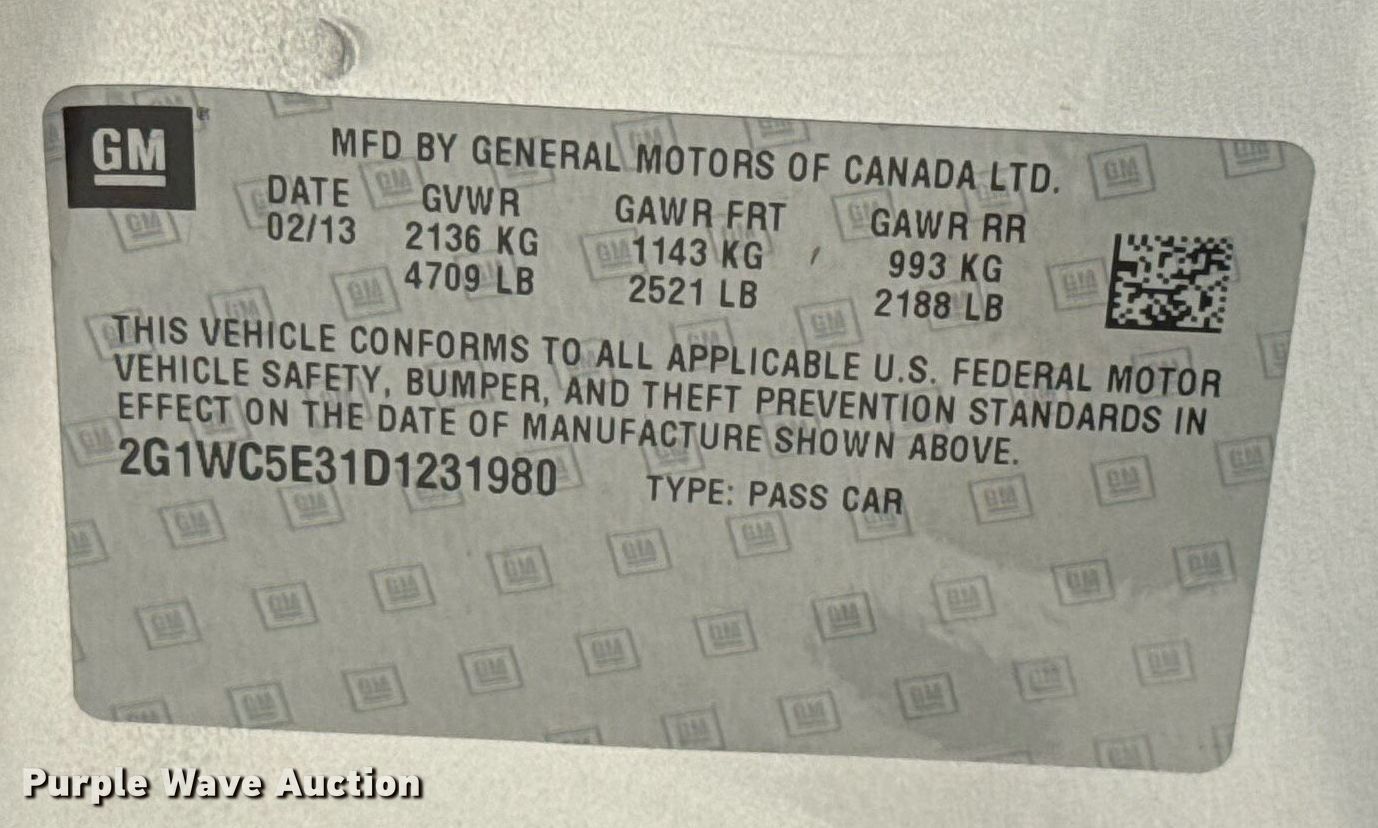 GM
MFD BY GENERAL MOTORS OF CANADA LTD.
DATE GVWR GAWR FRT GAWR RR
02/13 2136 KG 1143 KG 993 KG
4709 LB 2521 LB 2188 LB
THIS VEHICLE CONFORMS TO ALL APPLICABLE U.S. FEDERAL MOTOR
VEHICLE SAFETY, BUMPER, AND THEFT PREVENTION STANDARDS IN
EFFECT ON THE DATE OF MANUFACTURE SHOWN ABOVE.
2G1WC5E31D1231980 TYPE: PASS CAR
Purple Wave Auction